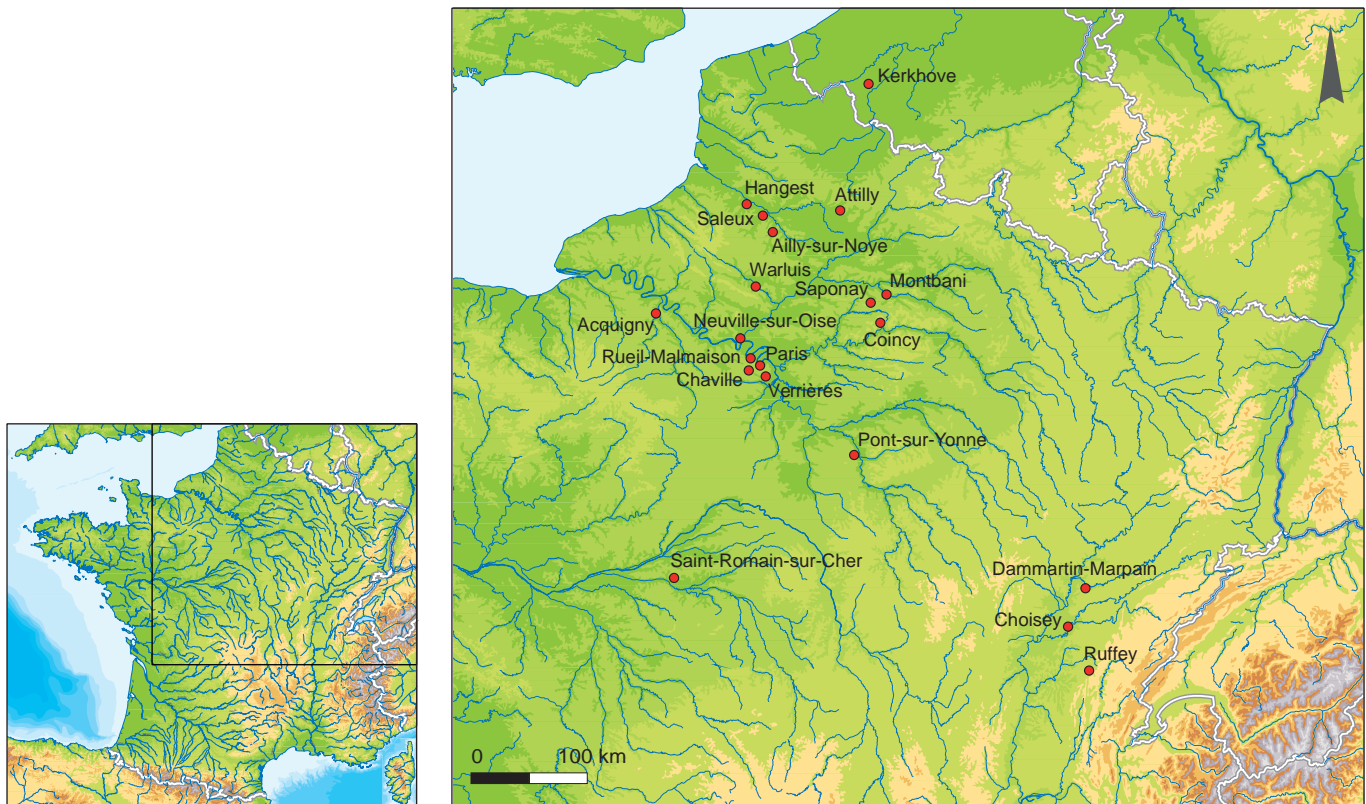 Kerkhove
Hangest
Attilly
Saleux
Ailly-sur-Noye
Warluis
Montbani
Saponay
Acquigny
Neuville-sur-Oise
Coincy
Rueil-Malmaison
Paris
Chaville
Verrières
Pont-sur-Yonne
Saint-Romain-sur-Cher
Dammartin-Marpain
Choisey
Ruffey
0 100 km